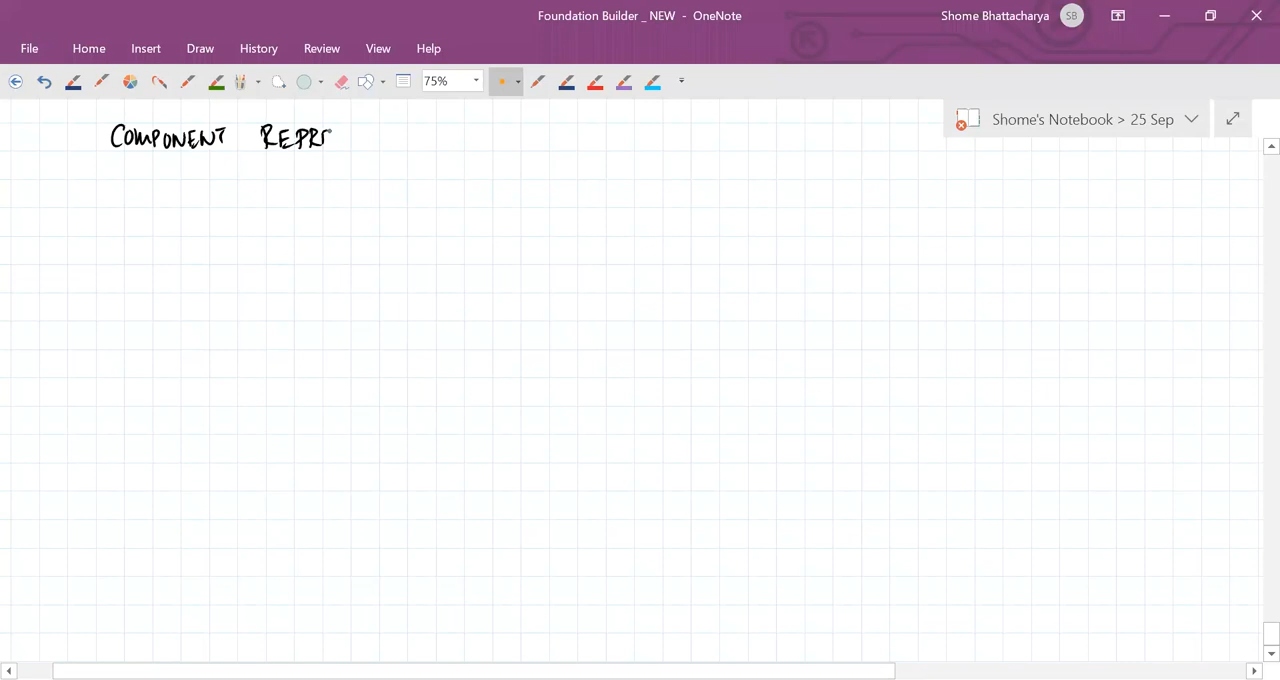 Foundation Builder _ NEW - OneNote
Shome Bhattacharya SB
File Home Insert Draw History Review View Help
75%
Shome's Notebook > 25 Sep
COMPONENT REPR